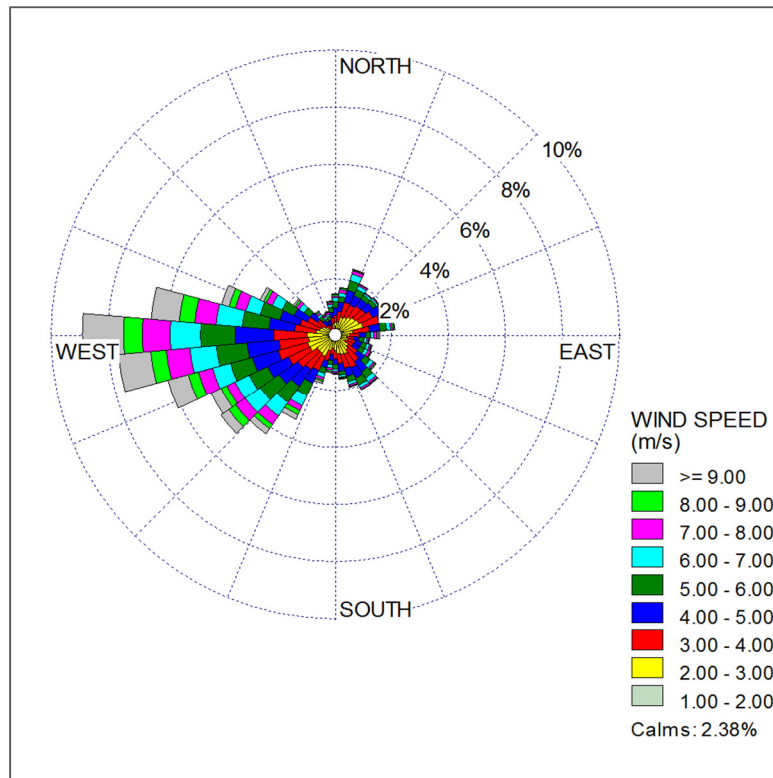 NORTH
10%
8%
6%
4%
2%
WEST
EAST
SOUTH
WIND SPEED
(m/s)
>= 9.00
8.00 - 9.00
7.00 - 8.00
6.00 - 7.00
5.00 - 6.00
4.00 - 5.00
3.00 - 4.00
2.00 - 3.00
1.00 - 2.00
Calms: 2.38%